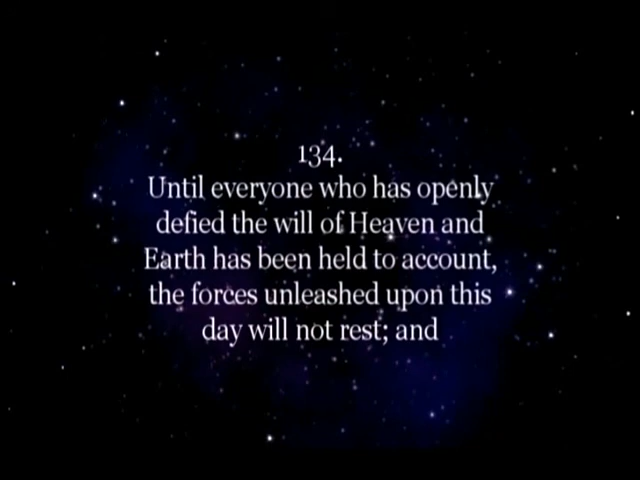 134.
Until everyone who has openly
defied the will of Heaven and
Earth has been held to account,
the forces unleashed upon this
day will not rest; and